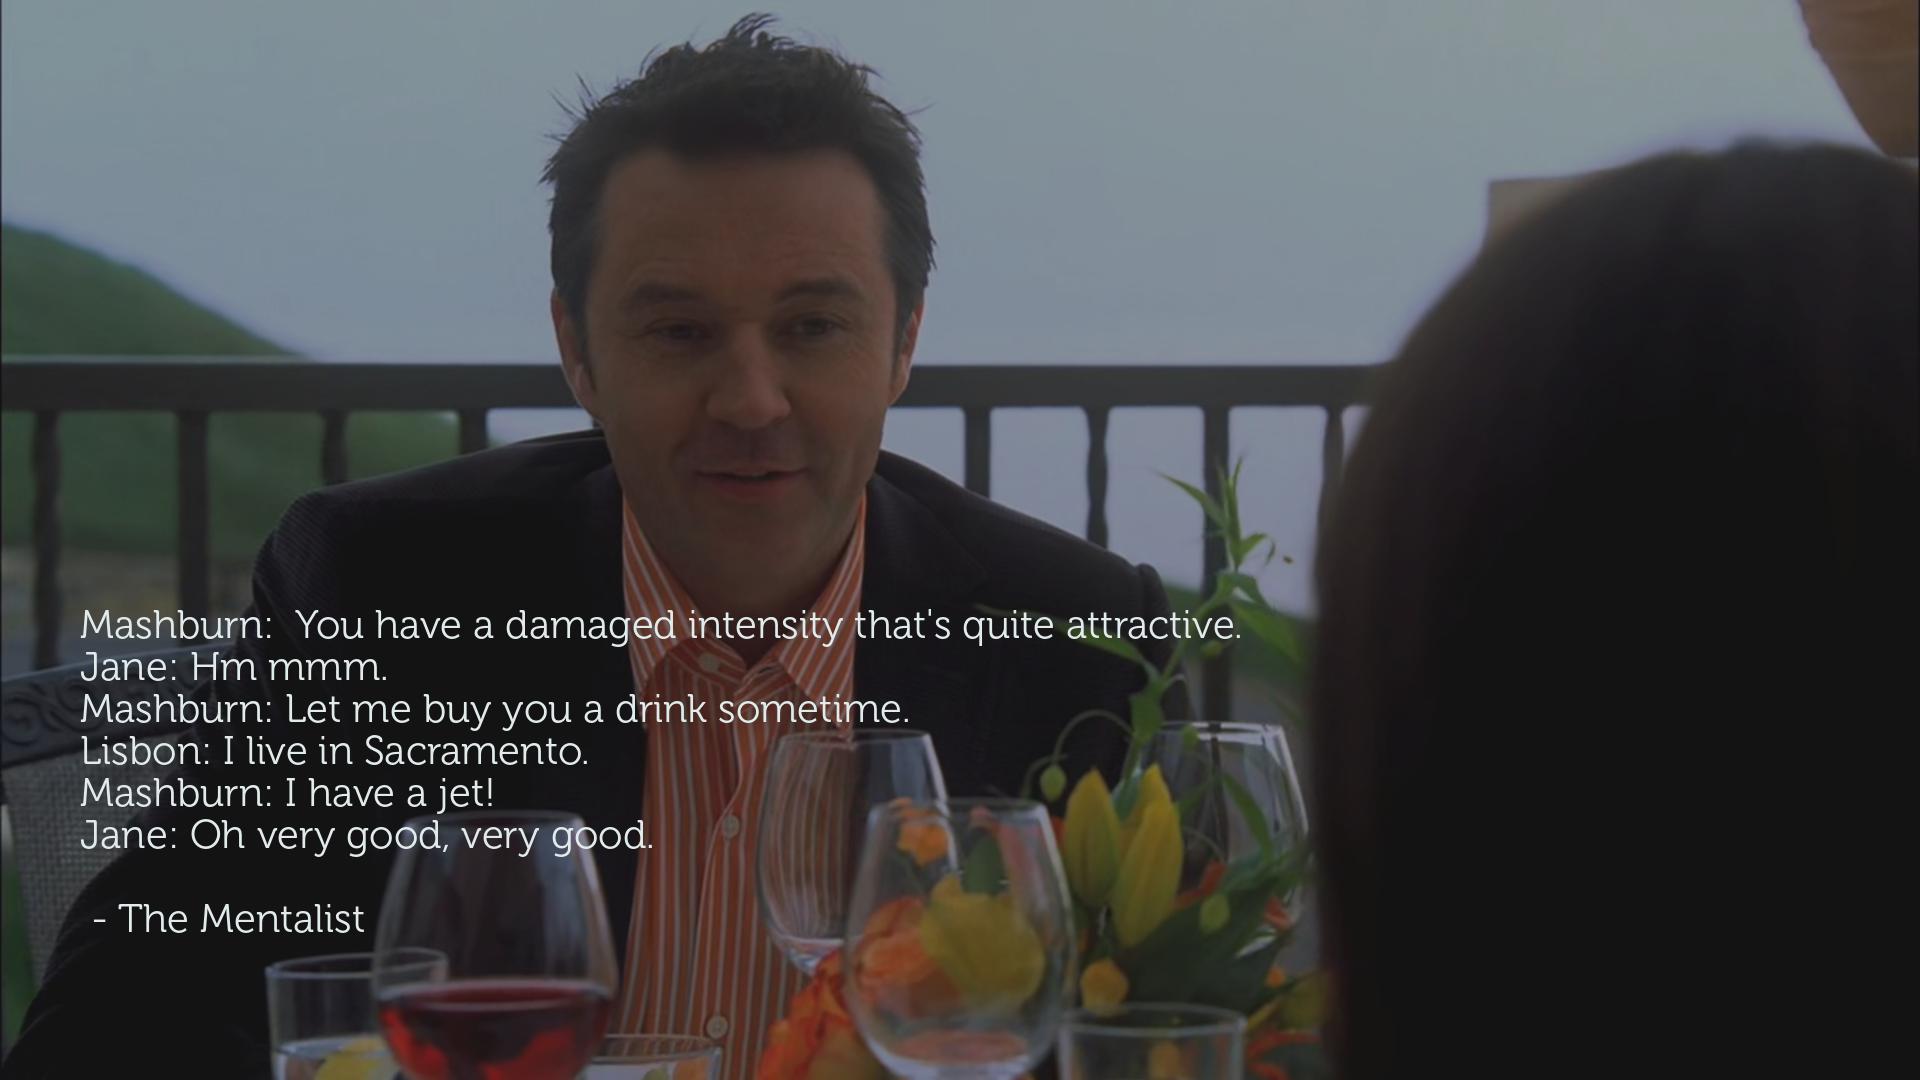 Mashburn:  You have a damaged intensity that's quite attractive.
Jane: Hm mmm.
Mashburn: Let me buy you a drink sometime.
Lisbon: I live in Sacramento.
Mashburn: I have a jet!
Jane: Oh very good, very good.
- The Mentalist